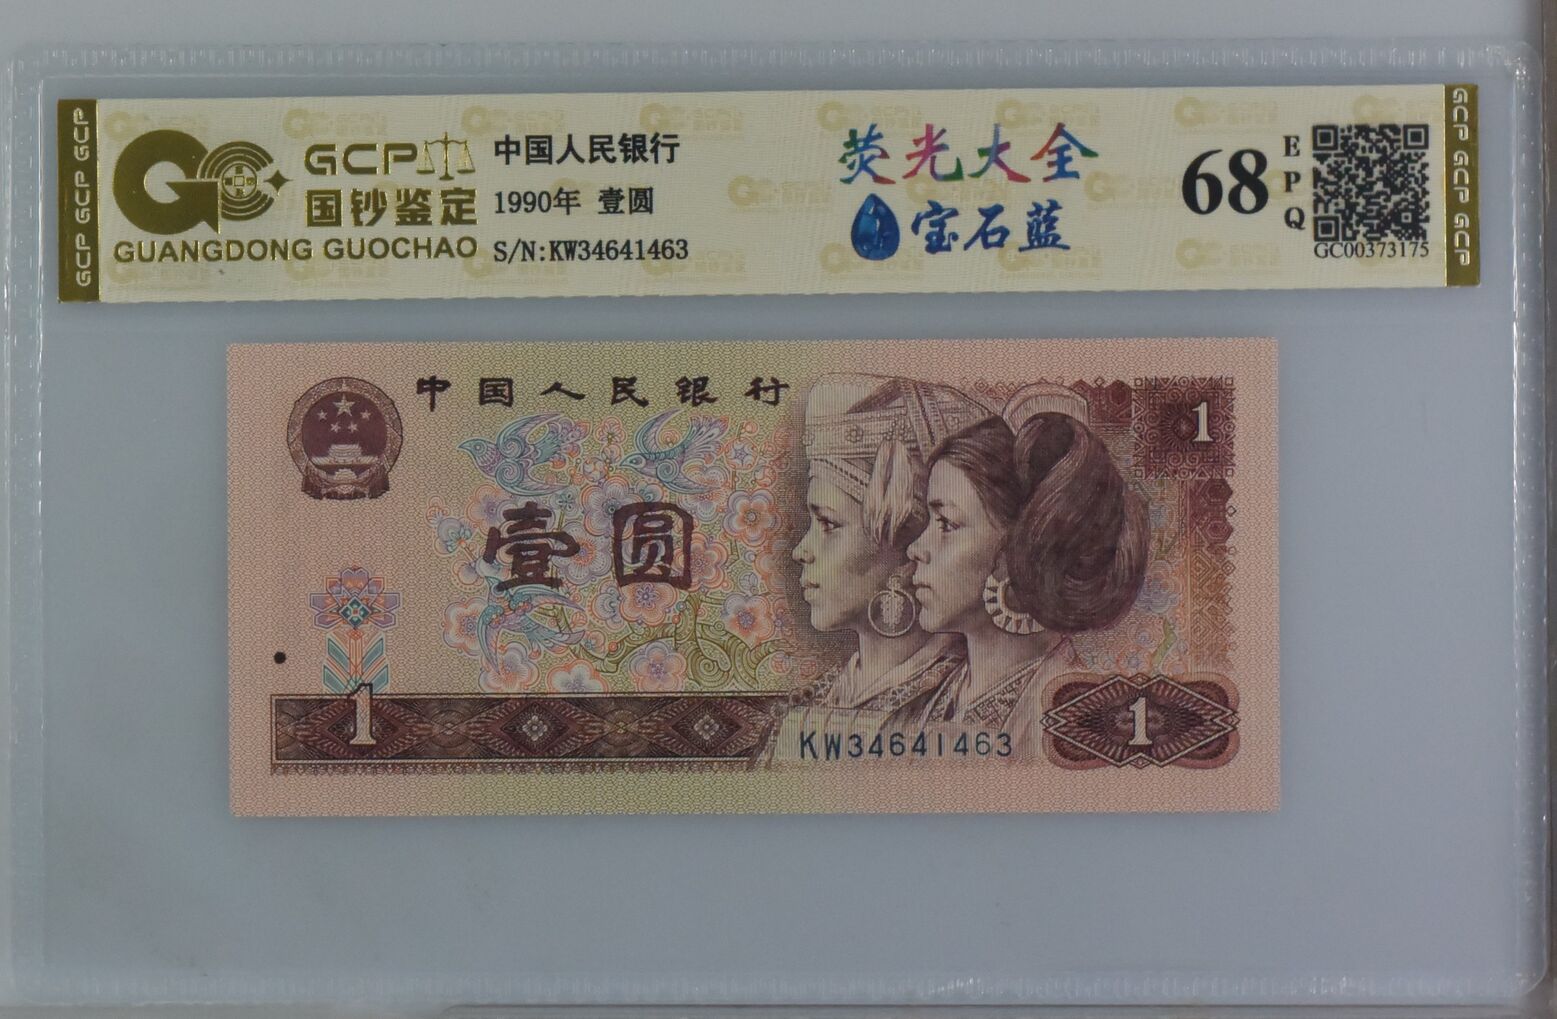 GCP GCP GCP
GCP
国钞鉴定
GUANGDONG GUOCHAO
中国人民银行
1990年 壹圆
S/N:KW34641463
荧光大全
宝石蓝
68
EPQ
GC00373175
GCP GCP GCP
中国人民银行
1
壹圆
1
1
KW34641463